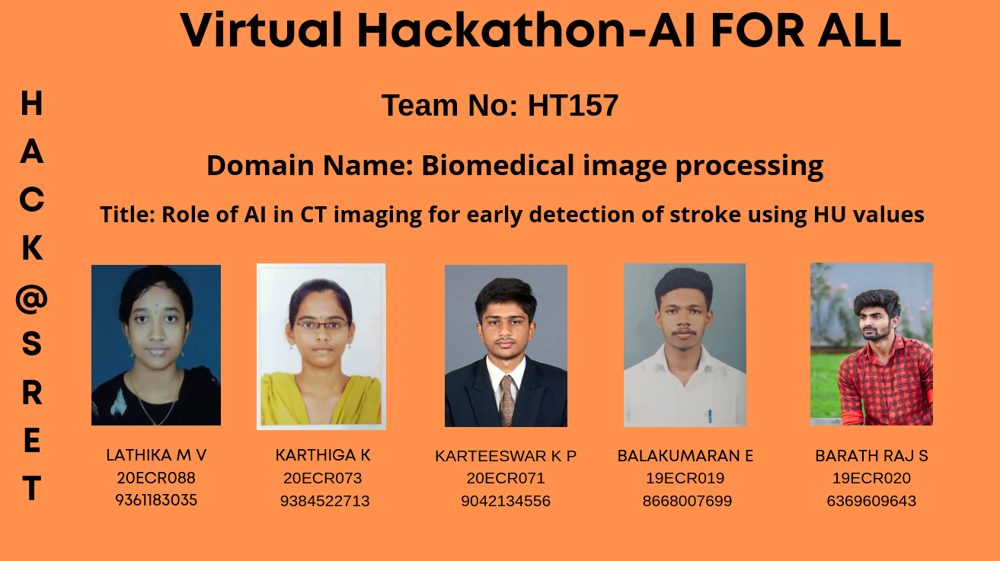 Virtual Hackathon-AI FOR ALL
H
A
C
K
@
S
R
E
T
Team No: HT157
Domain Name: Biomedical image processing
Title: Role of AI in CT imaging for early detection of stroke using HU values
LATHIKA M V
20ECR088
9361183035
KARTHIGA K
20ECR073
9384522713
KARTEESWAR K P
20ECR071
9042134556
BALAKUMARAN E
19ECR019
8668007699
BARATH RAJ S
19ECR020
6369609643